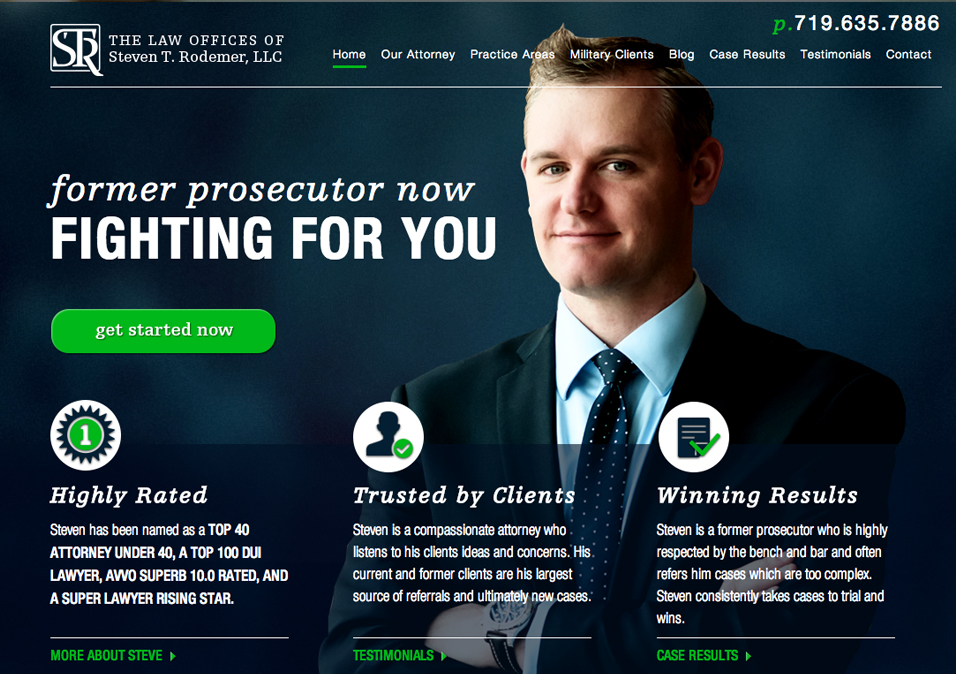 p.719.635.7886
STR
THE LAW OFFICES OF
Steven T. Rodemer, LLC
Home Our Attorney Practice Areas Military Clients Blog Case Results Testimonials Contact
former prosecutor now
FIGHTING FOR YOU
get started now
1
Highly Rated
Steven has been named as a TOP 40
ATTORNEY UNDER 40, A TOP 100 DUI
LAWYER, AVVO SUPERB 10.0 RATED, AND
A SUPER LAWYER RISING STAR.
MORE ABOUT STEVE
Trusted by Clients
Steven is a compassionate attorney who
listens to his clients ideas and concerns. His
current and former clients are his largest
source of referrals and ultimately new cases.
TESTIMONIALS
Winning Results
Steven is a former prosecutor who is highly
respected by the bench and bar and often
refers him cases which are too complex.
Steven consistently takes cases to trial and
wins.
CASE RESULTS